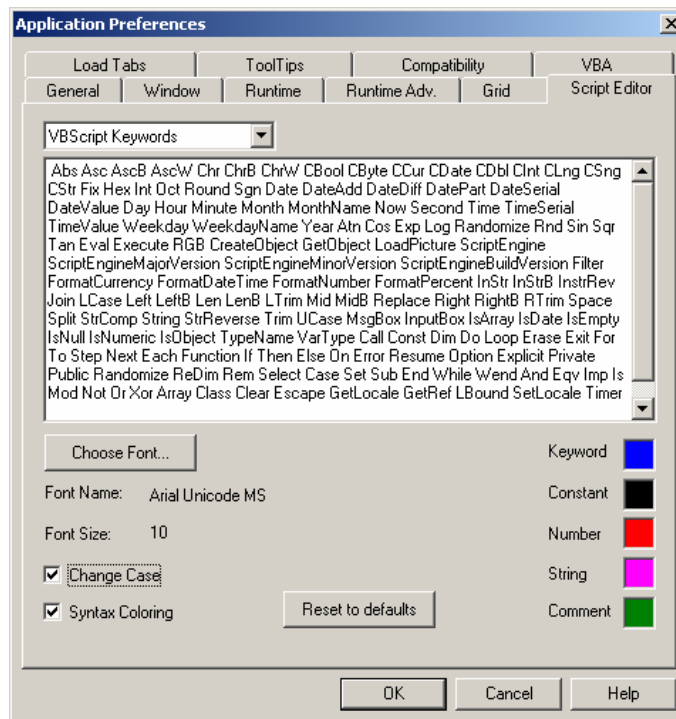 Application Preferences
Load Tabs ToolTips Compatibility VBA
General Window Runtime Runtime Adv. Grid Script Editor
VBScript Keywords
Abs Asc AscB AscW Chr ChrB ChrW CBool CByte CCur CDate CDbl CInt CLng CSng
CStr Fix Hex Int Oct Round Sgn Date DateAdd DateDiff DatePart DateSerial
DateValue Day Hour Minute Month MonthName Now Second Time TimeSerial
TimeValue Weekday WeekdayName Year Atn Cos Exp Log Randomize Rnd Sin Sqr
Tan Eval Execute RGB CreateObject GetObject LoadPicture ScriptEngine
ScriptEngineMajorVersion ScriptEngineMinorVersion ScriptEngineBuildVersion Filter
FormatCurrency FormatDateTime FormatNumber FormatPercent InStr InStrB InstrRev
Join LCase Left LeftB Len LenB LTrim Mid MidB Replace Right RightB RTrim Space
Split StrComp String StrReverse Trim UCase MsgBox InputBox IsArray IsDate IsEmpty
IsNull IsNumeric IsObject TypeName VarType Call Const Dim Do Loop Erase Exit For
To Step Next Each Function If Then Else On Error Resume Option Explicit Private
Public Randomize ReDim Rem Select Case Set Sub End While Wend And Eqv Imp Is
Mod Not Or Xor Array Class Clear Escape GetLocale GetRef LBound SetLocale Timer
Choose Font... Keyword
Font Name: Arial Unicode MS Constant
Font Size: 10 Number
Change Case String
Syntax Coloring Reset to defaults Comment
OK Cancel Help